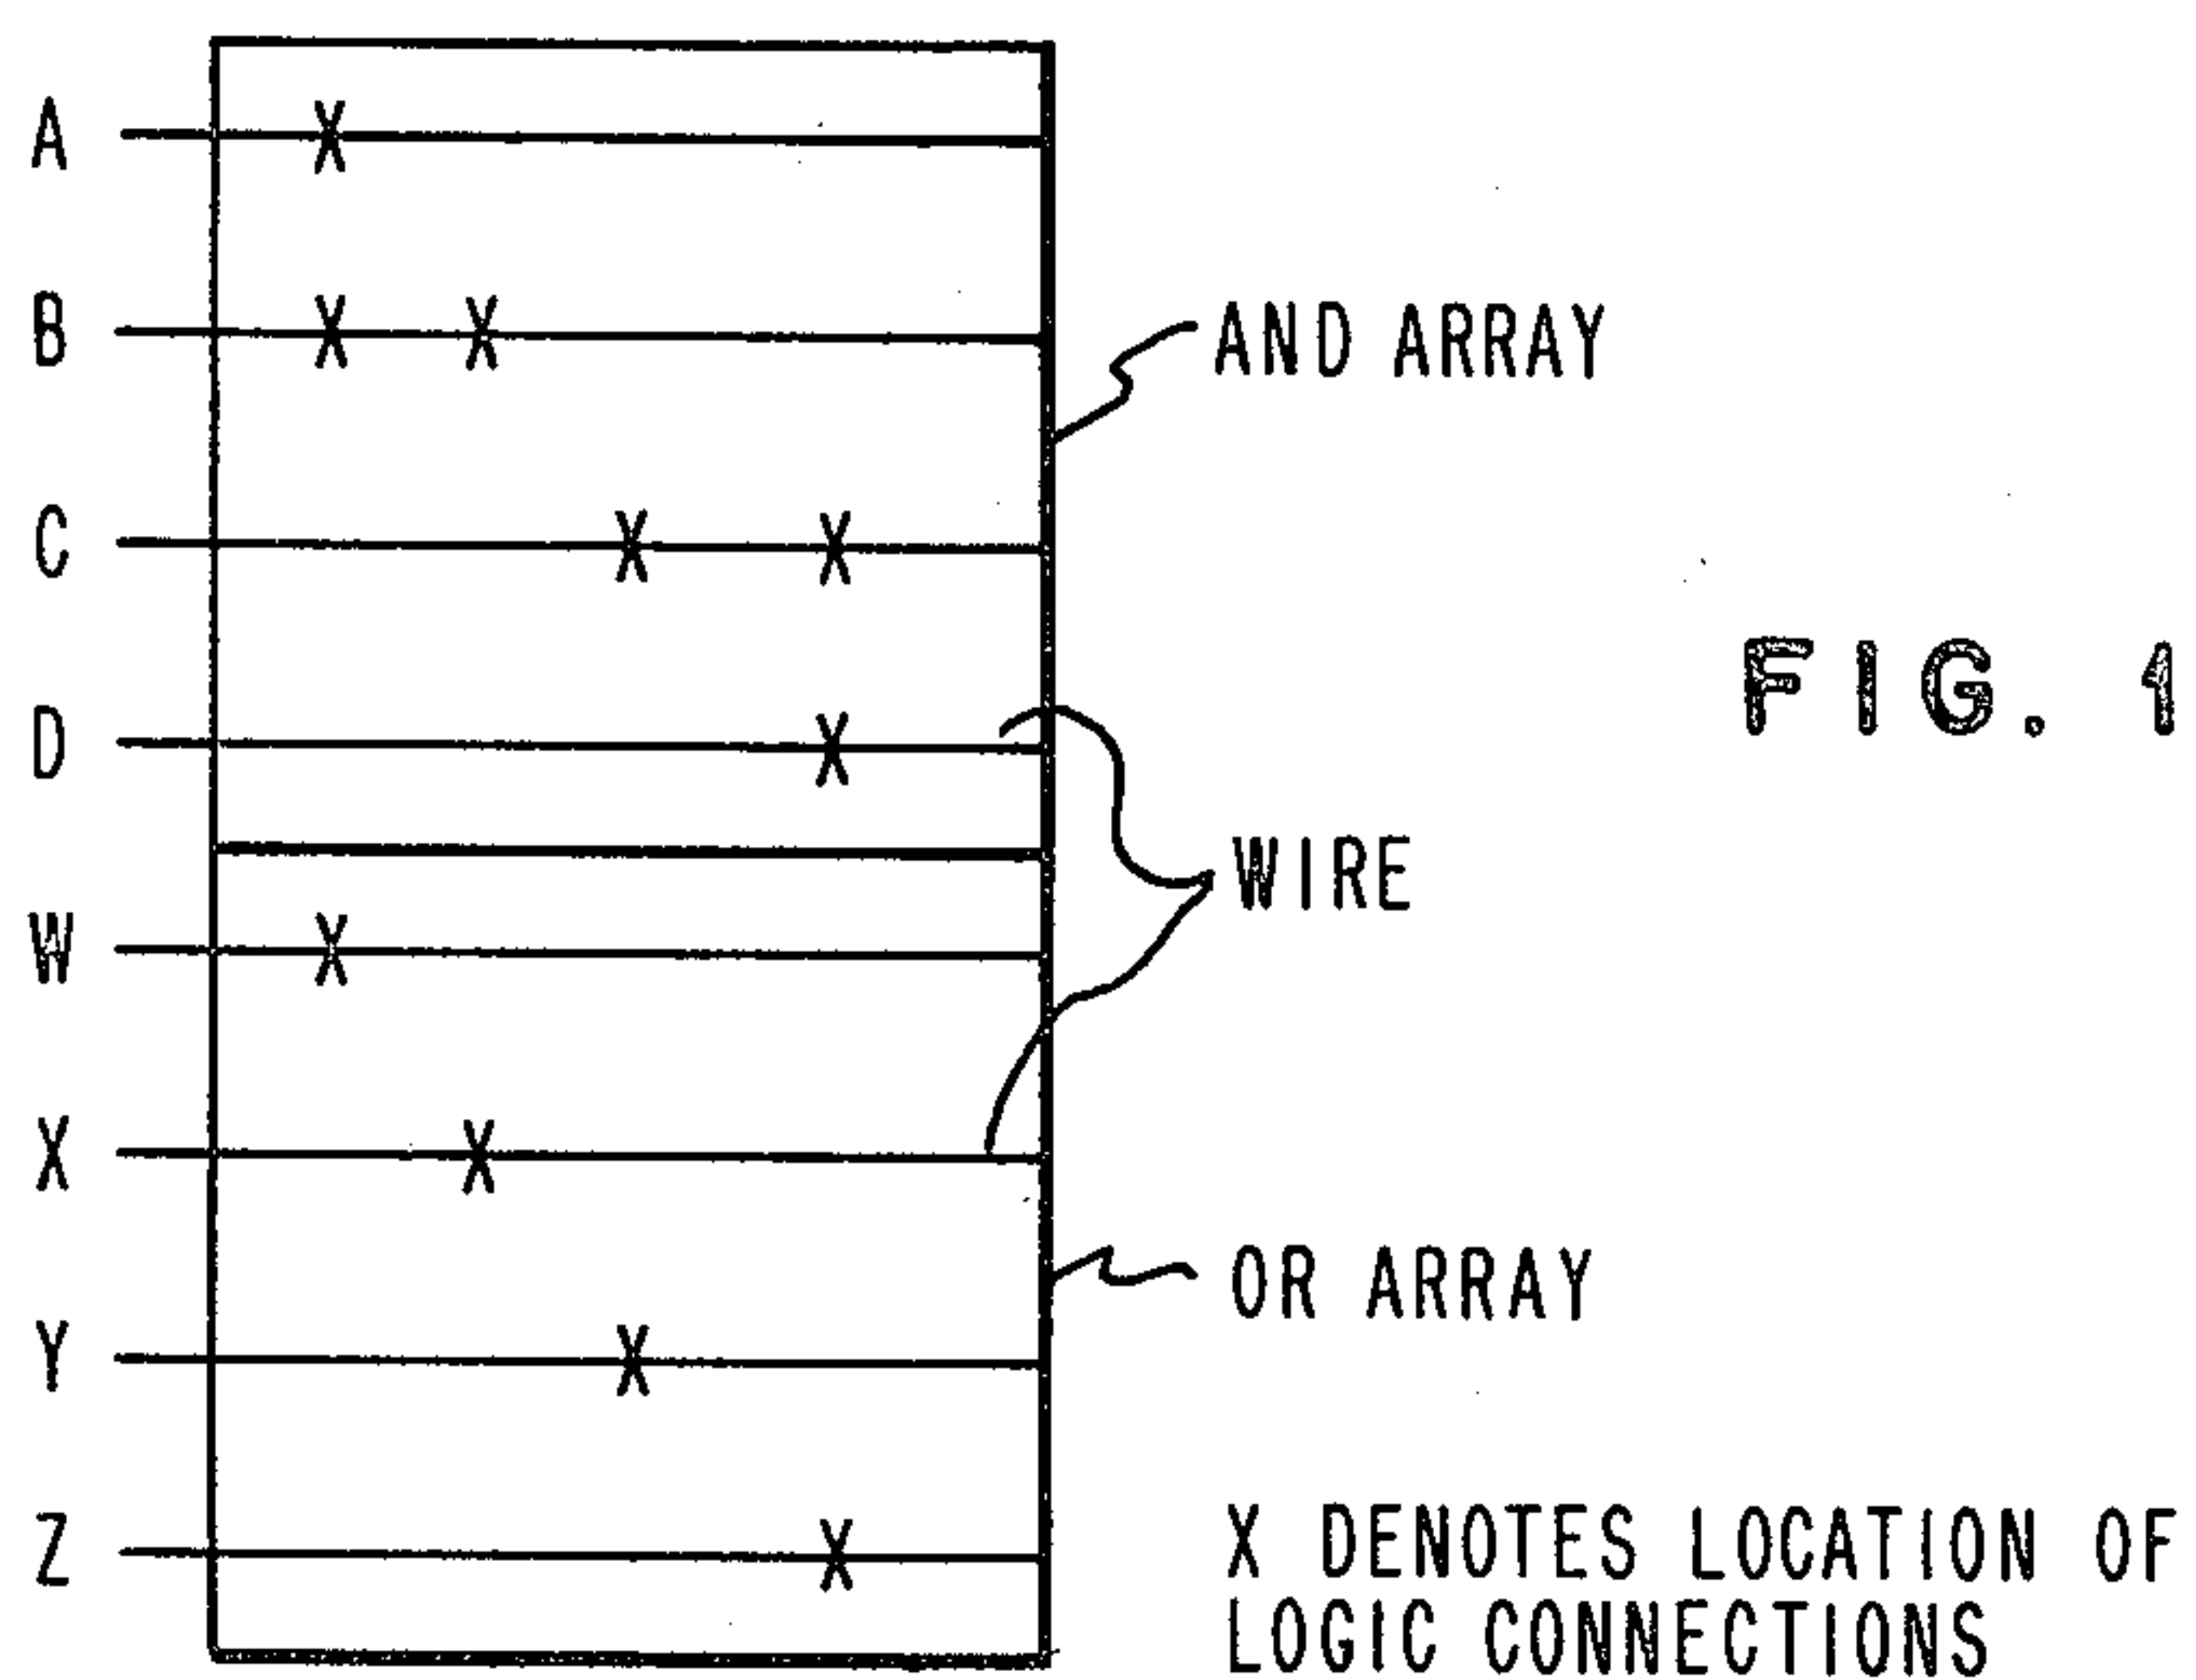 A
X
B
X X
AND ARRAY
C
X X
FIG. 1
D
X
WIRE
W
X
X
X
OR ARRAY
Y
X
Z
X
X DENOTES LOCATION OF
LOGIC CONNECTIONS